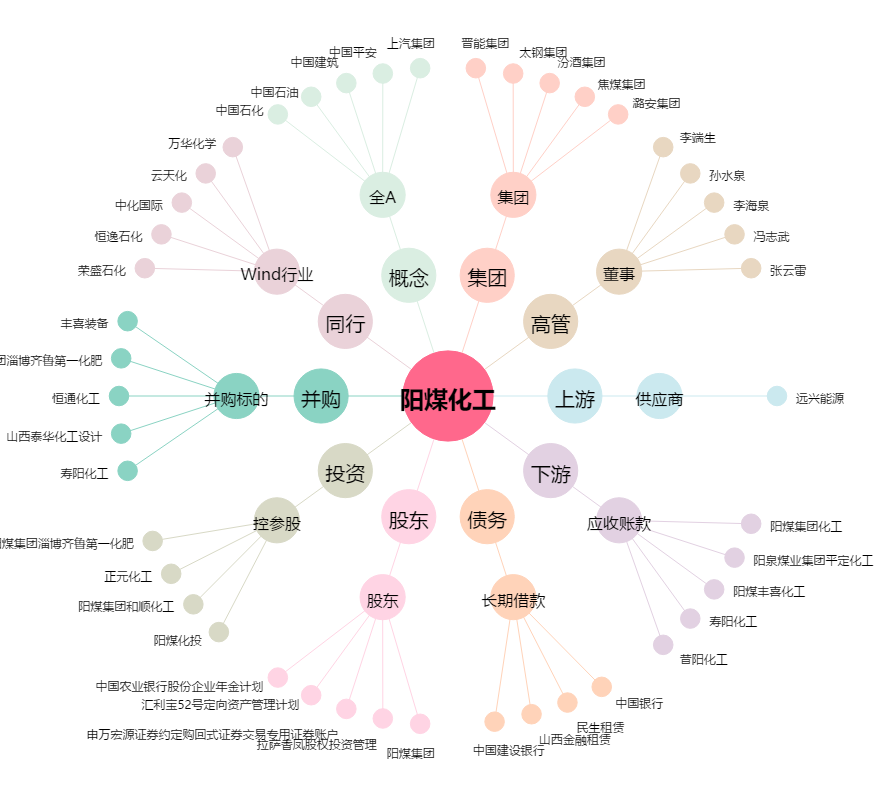 晋能集团
上汽集团
太钢集团
中国平安
汾酒集团
中国建筑
焦煤集团
中国石油
潞安集团
中国石化
李端生
万华化学
云天化
孙水泉
全A
集团
中化国际
李海泉
恒逸石化
冯志武
荣盛石化
张云雷
Wind行业
概念
集团
董事
同行
高管
丰喜装备
团淄博齐鲁第一化肥
恒通化工
并购标的
并购
阳煤化工
上游
供应商
远兴能源
山西泰华化工设计
寿阳化工
投资
下游
控参股
股东
债务
应收账款
阳煤集团化工
煤集团淄博齐鲁第一化肥
阳泉煤业集团平定化工
正元化工
阳煤丰喜化工
股东
长期借款
阳煤集团和顺化工
寿阳化工
阳煤化投
昔阳化工
中国农业银行股份企业年金计划
汇利宝52号定向资产管理计划
中国银行
民生租赁
申万宏源证券约定购回式证券交易专用证券账户
山西金融租赁
拉萨香凤股权投资管理
中国建设银行
阳煤集团